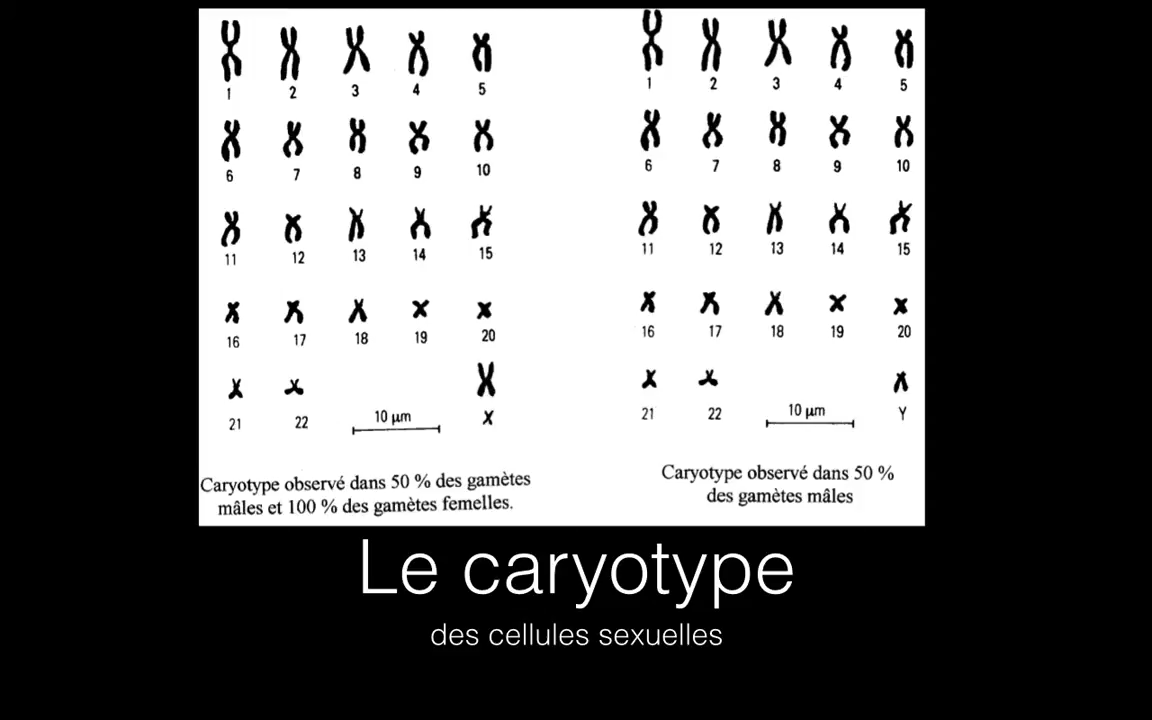 1 2 3 4 5
6 7 8 9 10
11 12 13 14 15
16 17 18 19 20
21 22 10 µm X
Caryotype observé dans 50 % des gamètes
mâles et 100 % des gamètes femelles.
1 2 3 4 5
6 7 8 9 10
11 12 13 14 15
16 17 18 19 20
21 22 10 µm Y
Caryotype observé dans 50 %
des gamètes mâles
Le caryotype
des cellules sexuelles